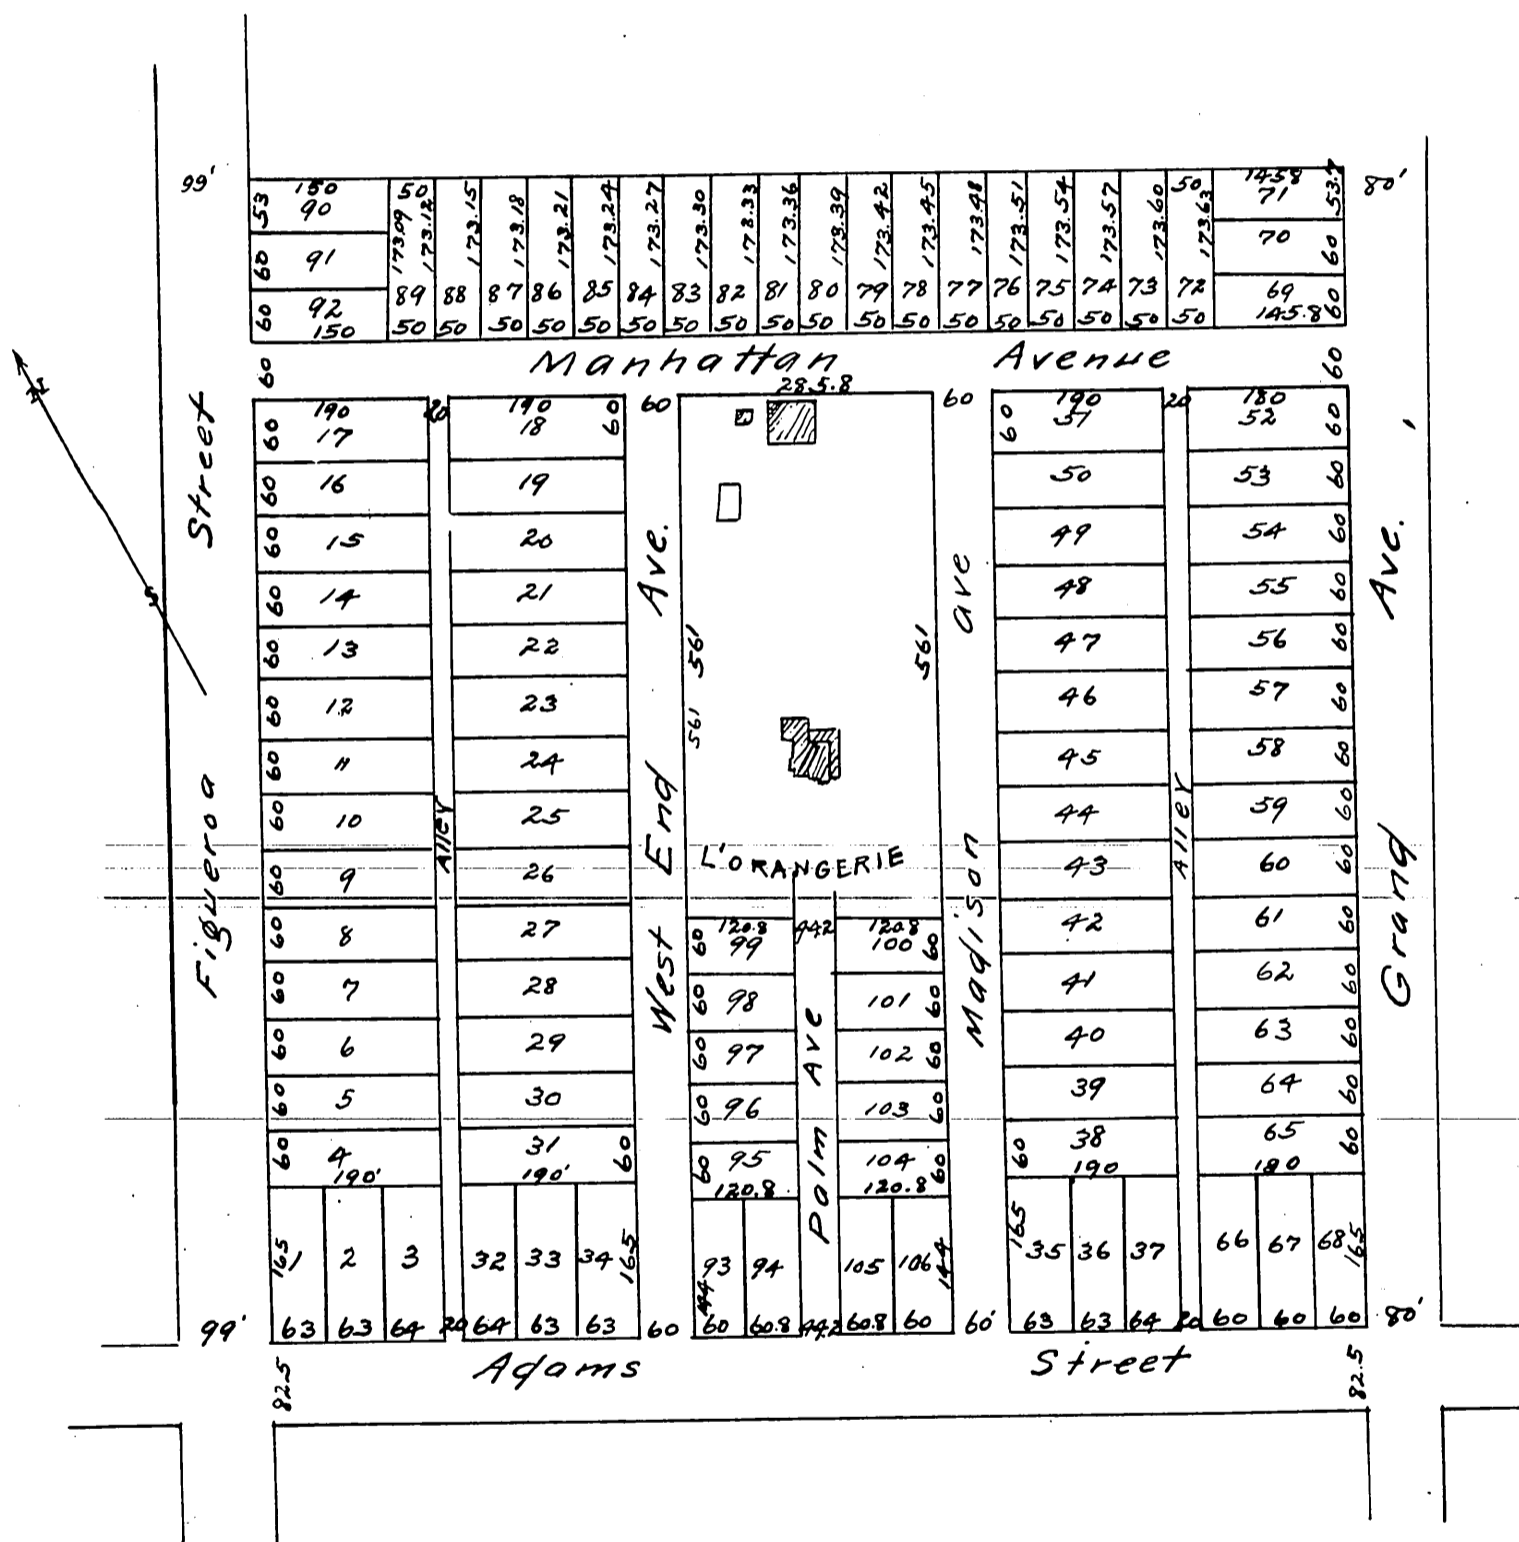 99' 80'
150 50 50 1458
53 90 173.09 173.12 173.15 173.18 173.21 173.24 173.27 173.30 173.33 173.36 173.39 173.42 173.45 173.48 173.51 173.54 173.57 173.60 173.63 71 53.7
60 91 70 60
89 88 87 86 85 84 83 82 81 80 79 78 77 76 75 74 73 72
60 92 69 60
150 50 50 50 50 50 50 50 50 50 50 50 50 50 50 50 50 50 50 145.8
60 Manhattan Avenue 60
N
S
285.8
190 20 190 60 60 60 190 20 180
60 17 18 60 51 52 60
60 16 19 50 53 60
60 15 20 49 54 60
60 14 21 48 55 60
60 13 22 47 56 60
60 12 23 46 57 60
60 11 24 45 58 60
60 10 25 44 59 60
60 9 26 43 60 60
60 8 27 42 61 60
60 7 28 41 62 60
60 6 29 40 63 60
60 5 30 39 64 60
60 4 31 60 60 38 65 60
190' 190' 190 180
Figueroa Street
Alley
West End Ave.
561 561
561
L'ORANGERIE
Madison ave
Alley
Grand Ave.
120.8 44.2 120.8
60 99 100 60
60 98 101 60
60 97 102 60
60 96 103 60
60 95 104 60
120.8 120.8
Palm Ave
165 1 2 3 32 33 34 165 93 94 105 106 144 165 35 36 37 66 67 68 165
144
99' 63 63 64 20 64 63 63 60 60 60.8 44.2 60.8 60 60' 63 63 64 20 60 60 60 80'
82.5 Adams Street 82.5